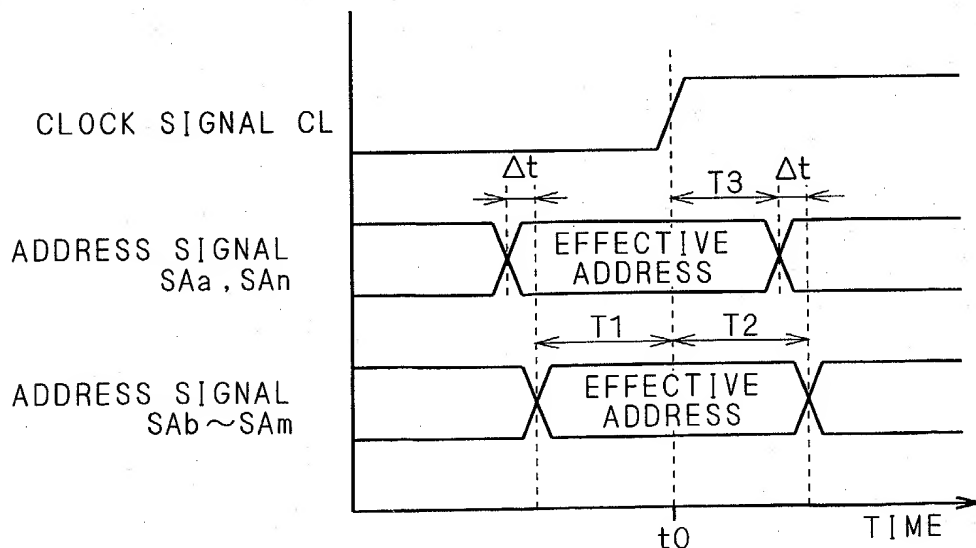 CLOCK SIGNAL CL
Δt
T3
Δt
ADDRESS SIGNAL
SAa, SAn
EFFECTIVE
ADDRESS
T1
T2
ADDRESS SIGNAL
SAb~SAm
EFFECTIVE
ADDRESS
t0
TIME